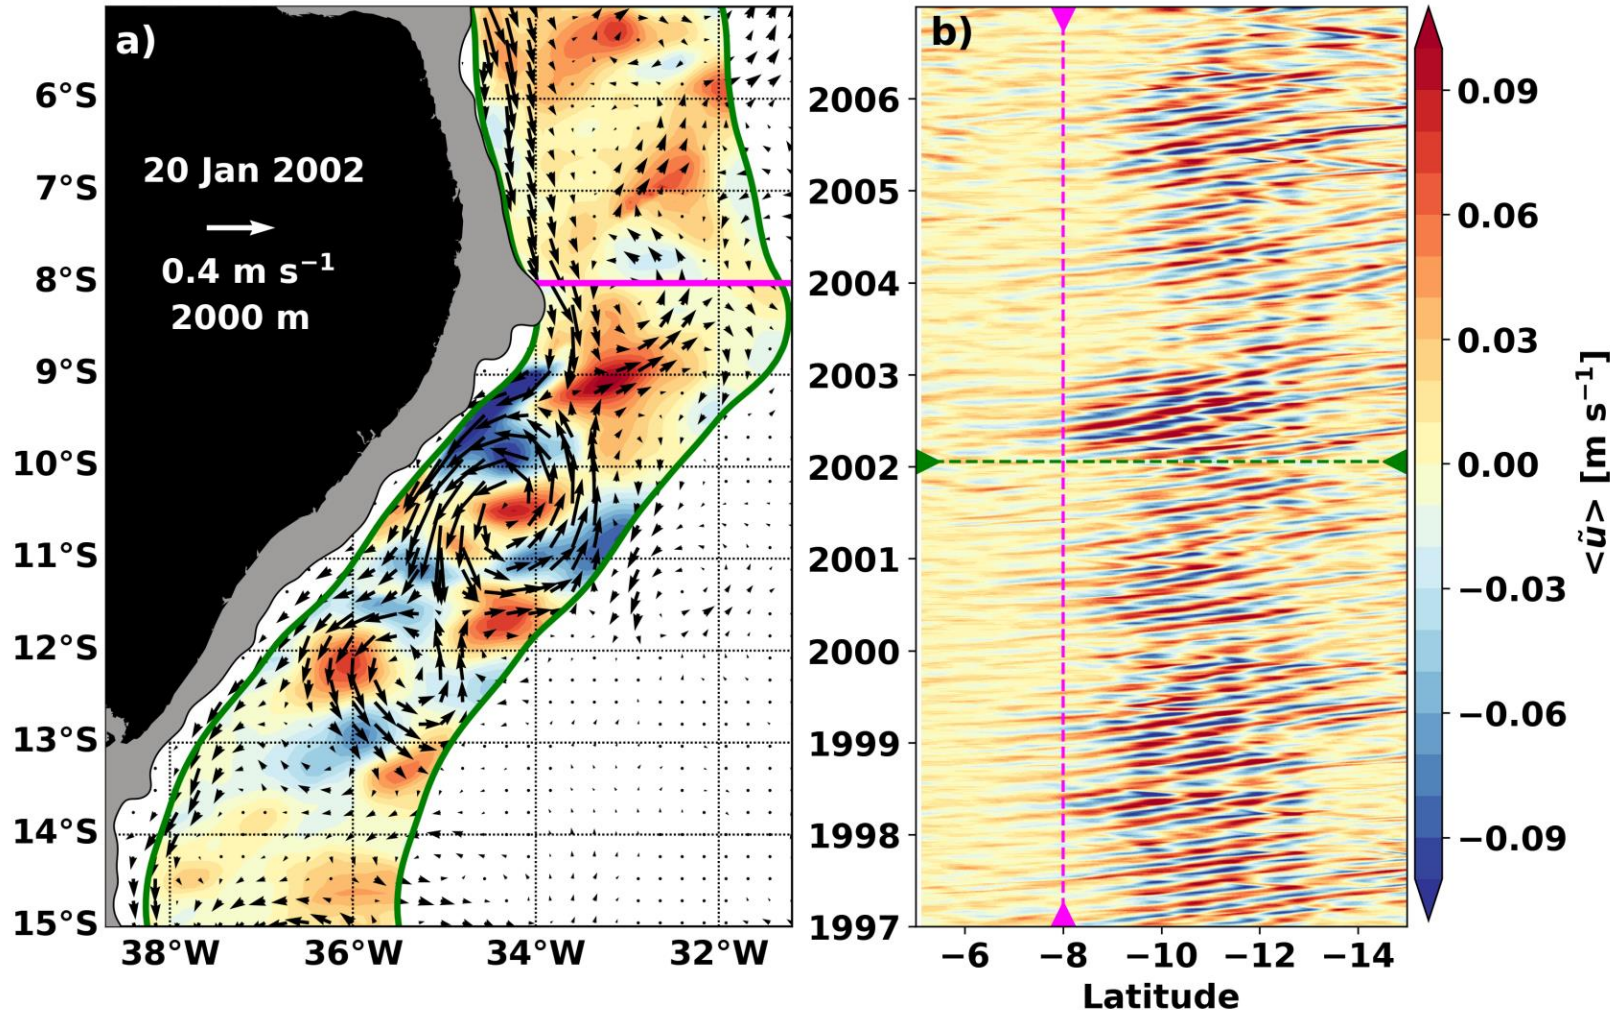 a)
20 Jan 2002
0.4 m s⁻¹
2000 m
6°S
7°S
8°S
9°S
10°S
11°S
12°S
13°S
14°S
15°S
38°W
36°W
34°W
32°W
b)
2006
2005
2004
2003
2002
2001
2000
1999
1998
1997
−6
−8
−10
−12
−14
Latitude
0.09
0.06
0.03
0.00
−0.03
−0.06
−0.09
<ũ> [m s⁻¹]